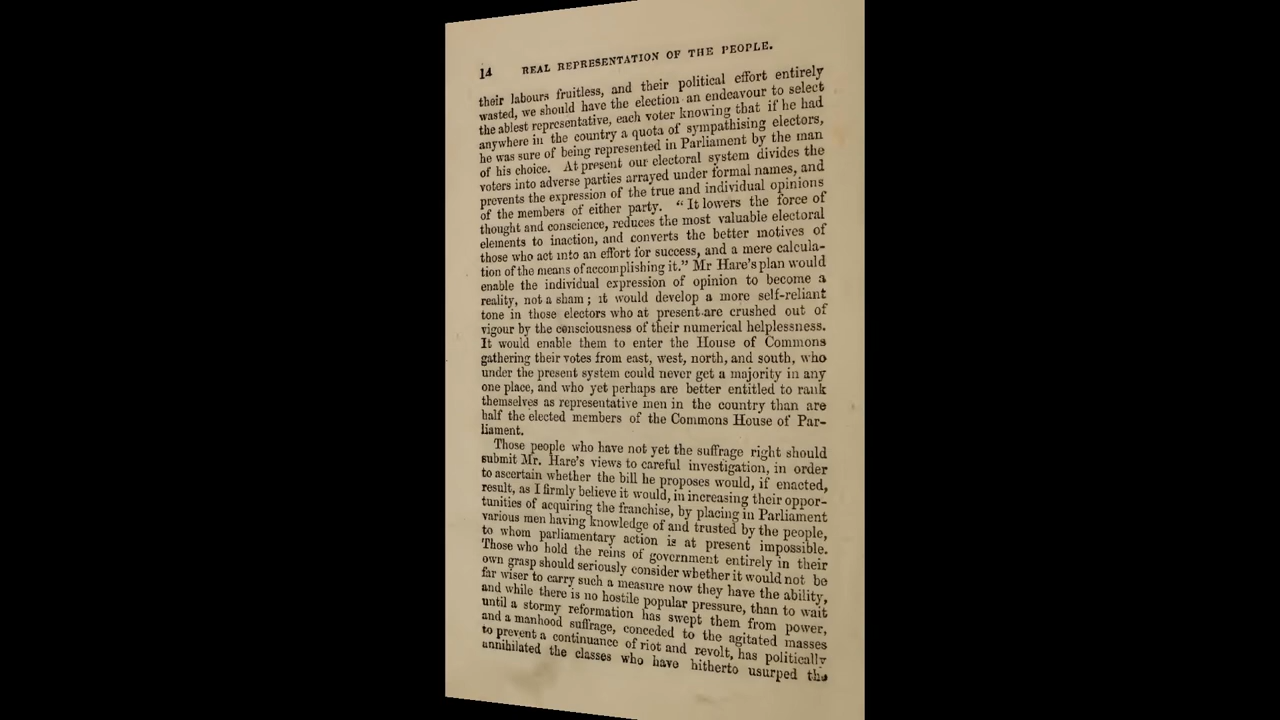 14 REAL REPRESENTATION OF THE PEOPLE.
their labours fruitless, and their political effort entirely
wasted, we should have the election an endeavour to select
the ablest representative, each voter knowing that if he had
anywhere in the country a quota of sympathising electors,
he was sure of being represented in Parliament by the man
of his choice. At present our electoral system divides the
voters into adverse parties arrayed under formal names, and
prevents the expression of the true and individual opinions
of the members of either party. “It lowers the force of
thought and conscience, reduces the most valuable electoral
elements to inaction, and converts the better motives of
those who act into an effort for success, and a mere calcula-
tion of the means of accomplishing it.” Mr Hare's plan would
enable the individual expression of opinion to become a
reality, not a sham; it would develop a more self-reliant
tone in those electors who at present are crushed out of
vigour by the consciousness of their numerical helplessness.
It would enable them to enter the House of Commons
gathering their votes from east, west, north, and south, who
under the present system could never get a majority in any
one place, and who yet perhaps are better entitled to rank
themselves as representative men in the country than are
half the elected members of the Commons House of Par-
liament.
Those people who have not yet the suffrage right should
submit Mr. Hare's views to careful investigation, in order
to ascertain whether the bill he proposes would, if enacted,
result, as I firmly believe it would, in increasing their oppor-
tunities of acquiring the franchise, by placing in Parliament
various men having knowledge of and trusted by the people,
to whom parliamentary action is at present impossible.
Those who hold the reins of government entirely in their
own grasp should seriously consider whether it would not be
far wiser to carry such a measure now they have the ability,
and while there is no hostile popular pressure, than to wait
until a stormy reformation has swept them from power,
and a manhood suffrage, conceded to the agitated masses
to prevent a continuance of riot and revolt, has politically
annihilated the classes who have hitherto usurped the